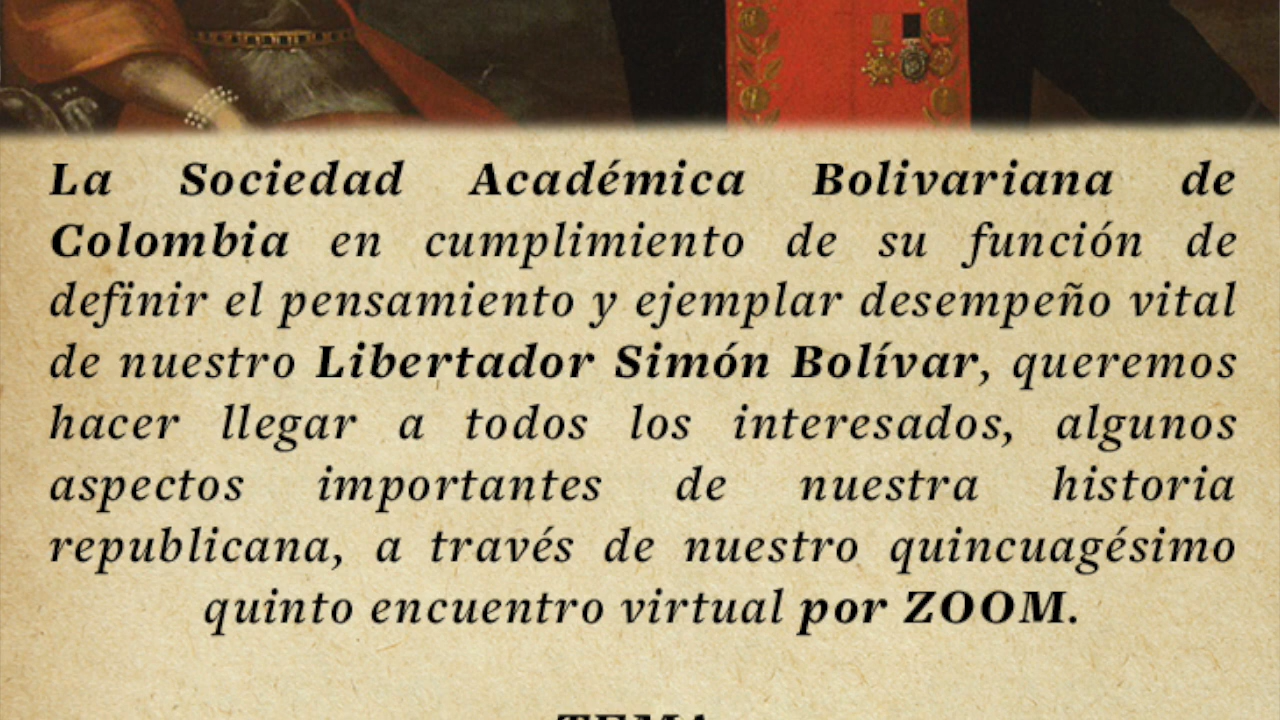 La Sociedad Académica Bolivariana de
Colombia en cumplimiento de su función de
definir el pensamiento y ejemplar desempeño vital
de nuestro Libertador Simón Bolívar, queremos
hacer llegar a todos los interesados, algunos
aspectos importantes de nuestra historia
republicana, a través de nuestro quincuagésimo
quinto encuentro virtual por ZOOM.
TEMA